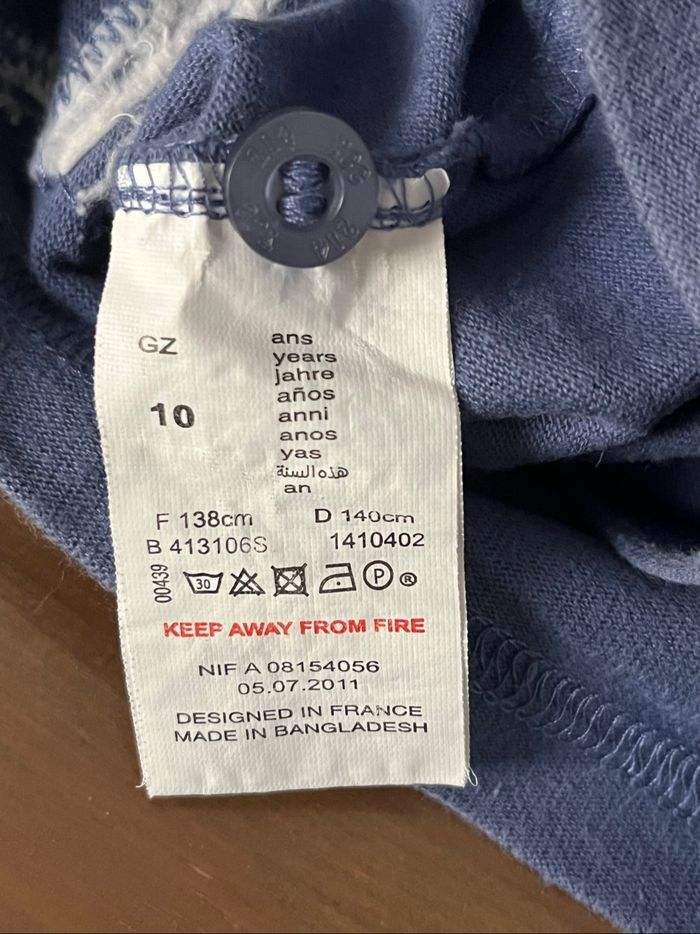 214
GZ
10
ans
years
jahre
años
anni
anos
yas
هذه السنة
an
F 138cm
D 140cm
B 413106S
1410402
00439
30
P
®
KEEP AWAY FROM FIRE
NIF A 08154056
05.07.2011
DESIGNED IN FRANCE
MADE IN BANGLADESH